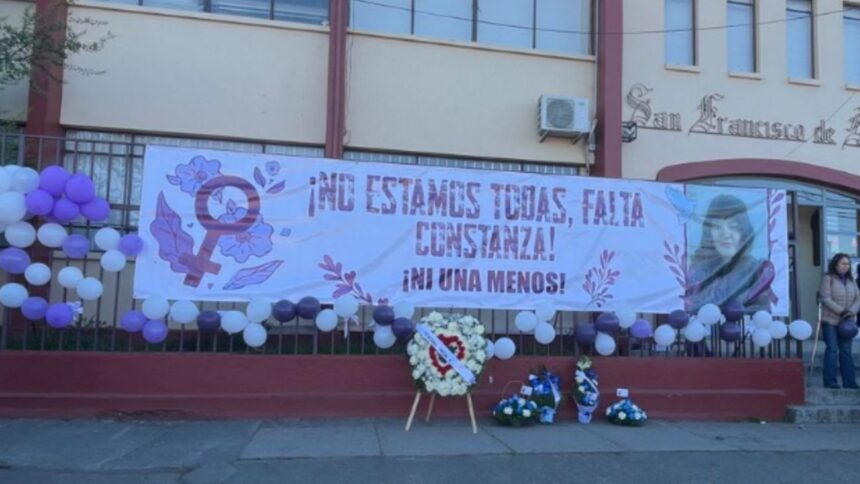 San Francisco de
¡NO ESTAMOS TODAS, FALTA
CONSTANZA!
¡NI UNA MENOS!